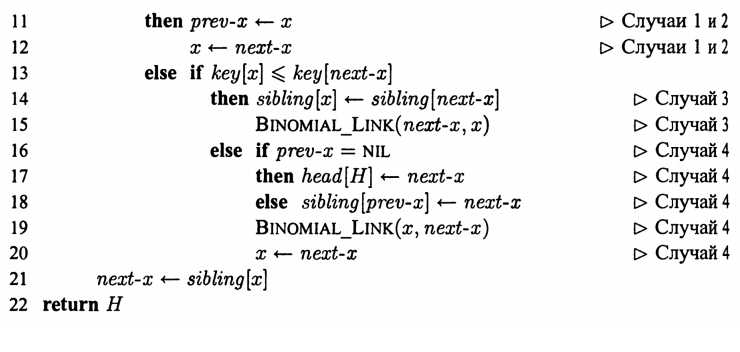 11 then prev-x ← x ▷ Случаи 1 и 2
12 x ← next-x ▷ Случаи 1 и 2
13 else if key[x] ⩽ key[next-x]
14 then sibling[x] ← sibling[next-x] ▷ Случай 3
15 BINOMIAL_LINK(next-x, x) ▷ Случай 3
16 else if prev-x = NIL ▷ Случай 4
17 then head[H] ← next-x ▷ Случай 4
18 else sibling[prev-x] ← next-x ▷ Случай 4
19 BINOMIAL_LINK(x, next-x) ▷ Случай 4
20 x ← next-x ▷ Случай 4
21 next-x ← sibling[x]
22 return H